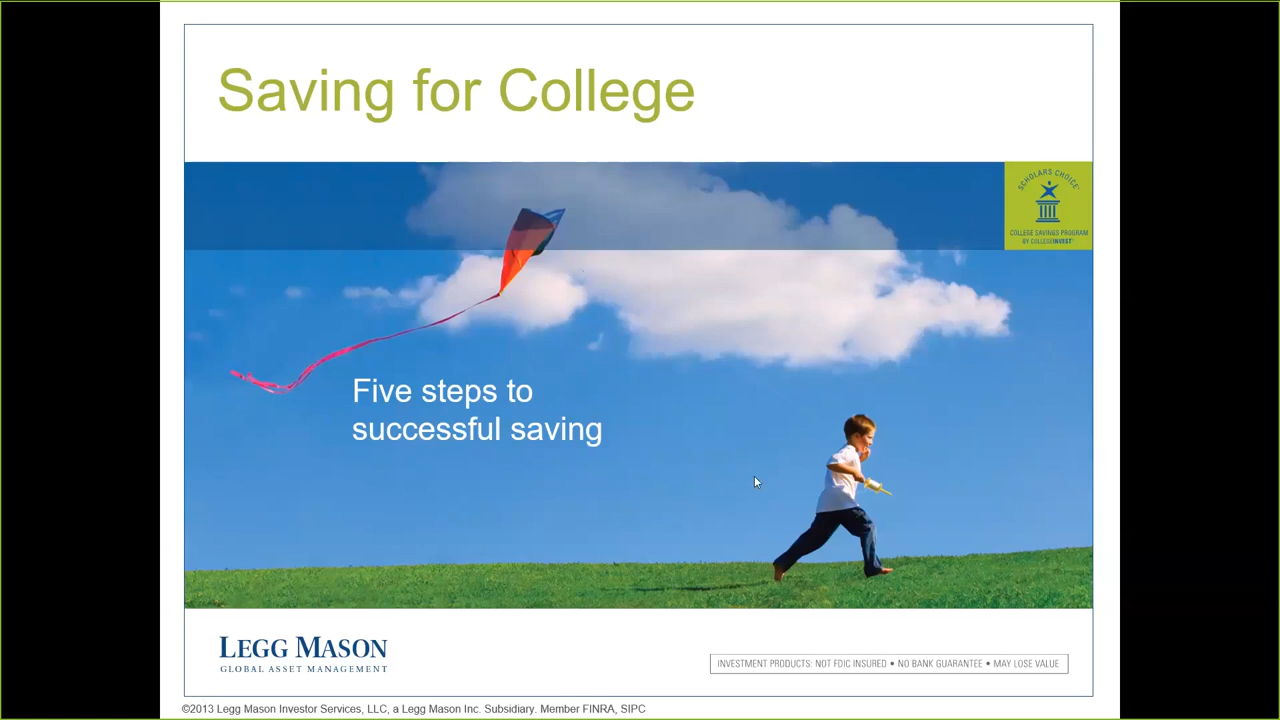 Saving for College
SCHOLARS CHOICE
COLLEGE SAVINGS PROGRAM
BY COLLEGEINVEST
Five steps to
successful saving
LEGG MASON
GLOBAL ASSET MANAGEMENT
INVESTMENT PRODUCTS: NOT FDIC INSURED • NO BANK GUARANTEE • MAY LOSE VALUE
©2013 Legg Mason Investor Services, LLC, a Legg Mason Inc. Subsidiary. Member FINRA, SIPC